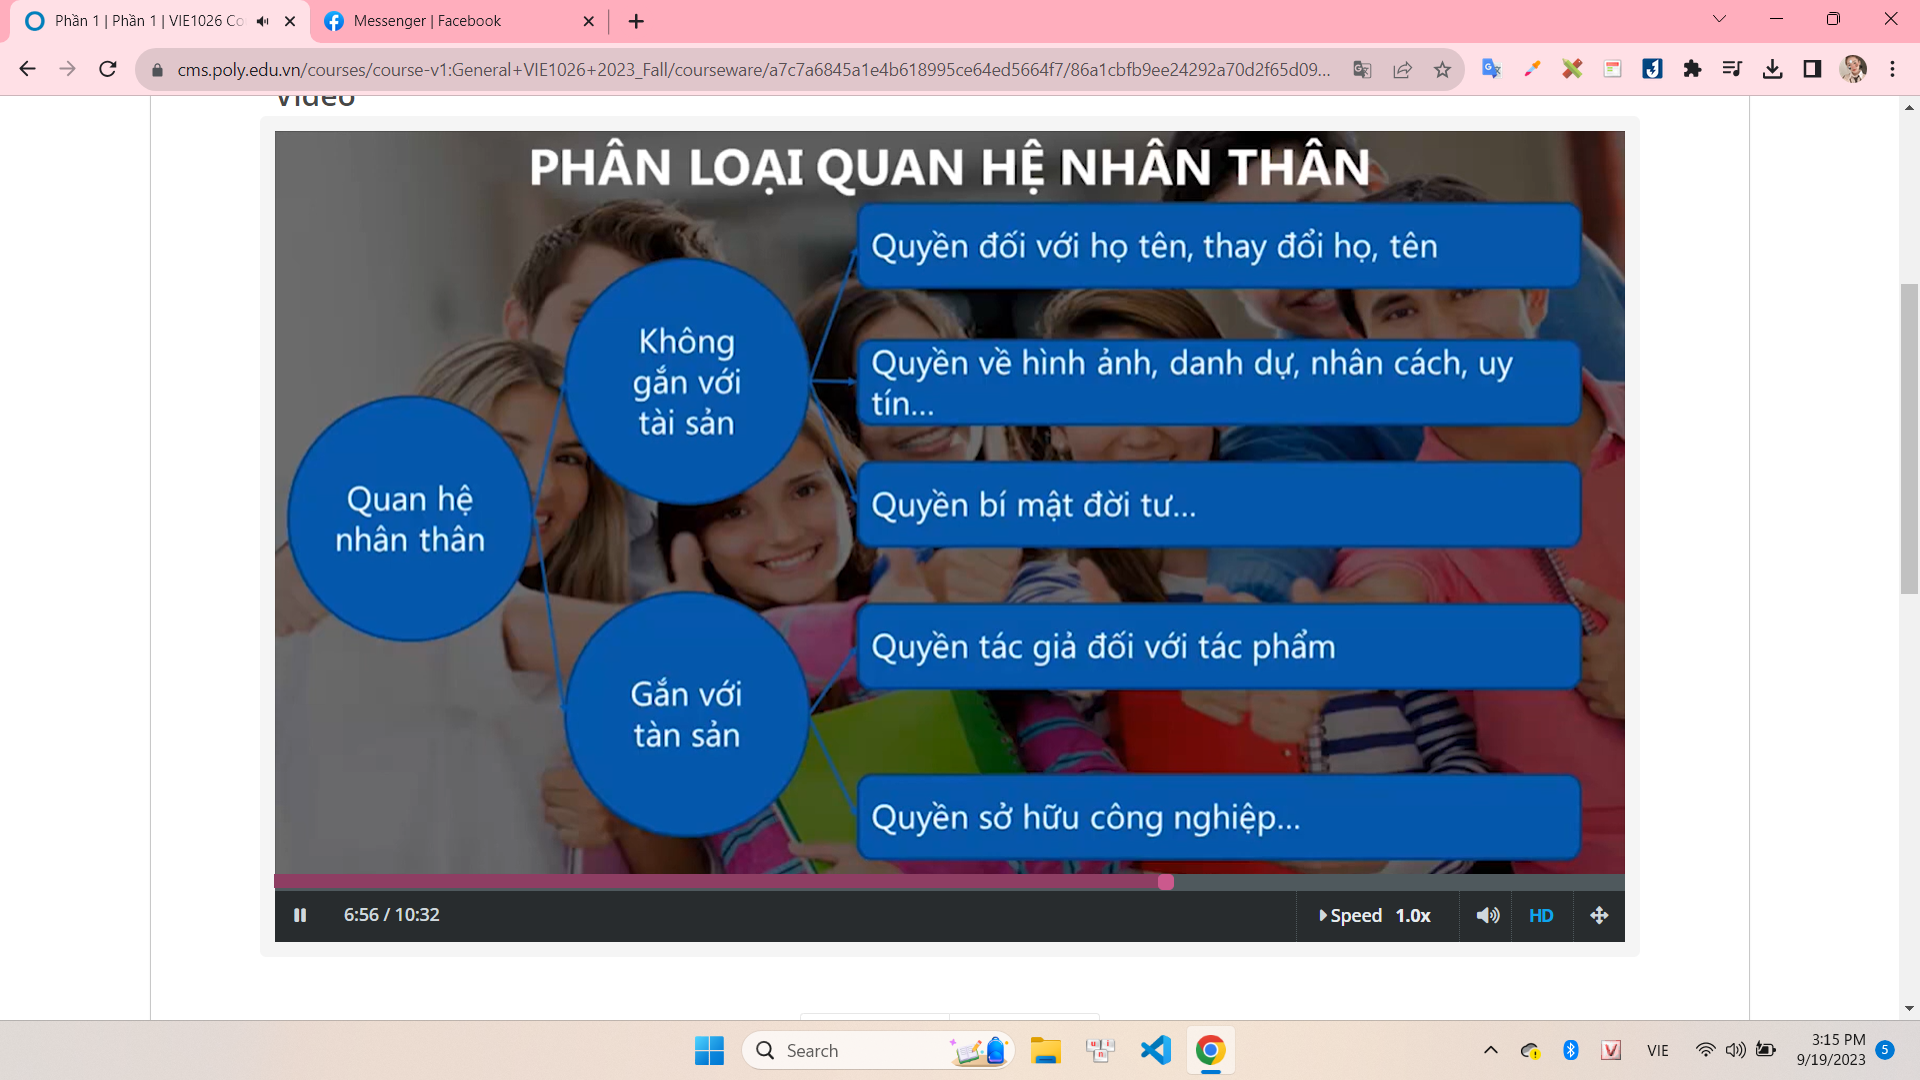 Phần 1 | Phần 1 | VIE1026 Co
Messenger | Facebook
cms.poly.edu.vn/courses/course-v1:General+VIE1026+2023_Fall/courseware/a7c7a6845a1e4b618995ce64ed5664f7/86a1cbfb9ee24292a70d2f65d09...
Video
PHÂN LOẠI QUAN HỆ NHÂN THÂN
Quan hệ
nhân thân
Không
gắn với
tài sản
Quyền đối với họ tên, thay đổi họ, tên
Quyền về hình ảnh, danh dự, nhân cách, uy
tín...
Quyền bí mật đời tư...
Gắn với
tàn sản
Quyền tác giả đối với tác phẩm
Quyền sở hữu công nghiệp...
6:56 / 10:32
Speed 1.0x
HD
Search
VIE
3:15 PM
9/19/2023
5